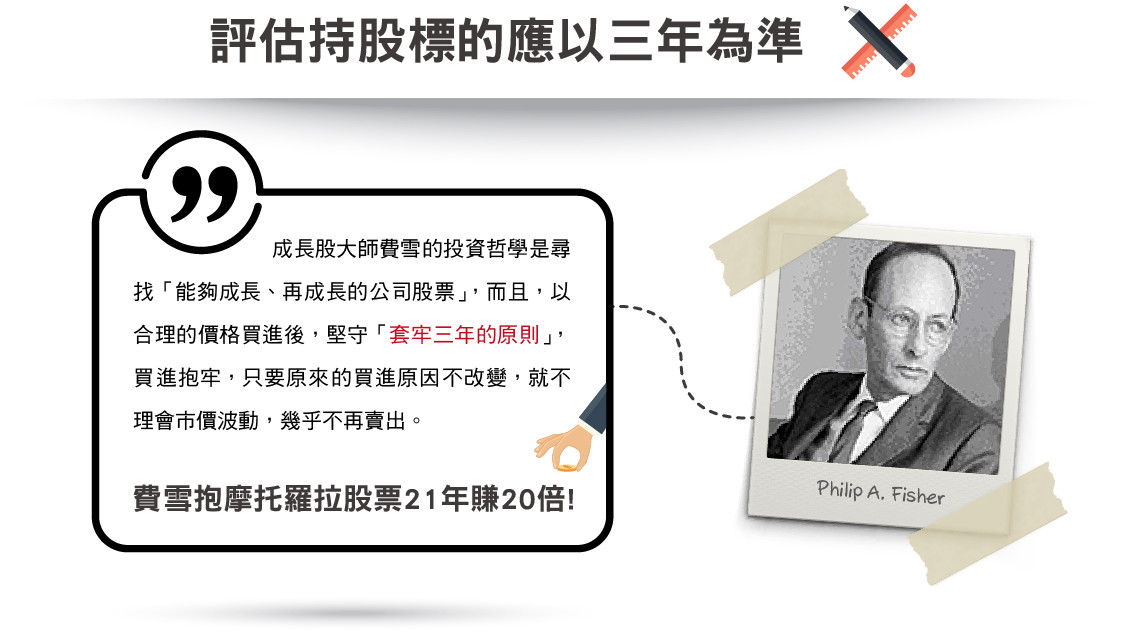 評估持股標的應以三年為準
成長股大師費雪的投資哲學是尋
找「能夠成長、再成長的公司股票」,而且,以
合理的價格買進後,堅守「套牢三年的原則」,
買進抱牢,只要原來的買進原因不改變,就不
理會市價波動,幾乎不再賣出。
費雪抱摩托羅拉股票21年賺20倍!
Philip A. Fisher